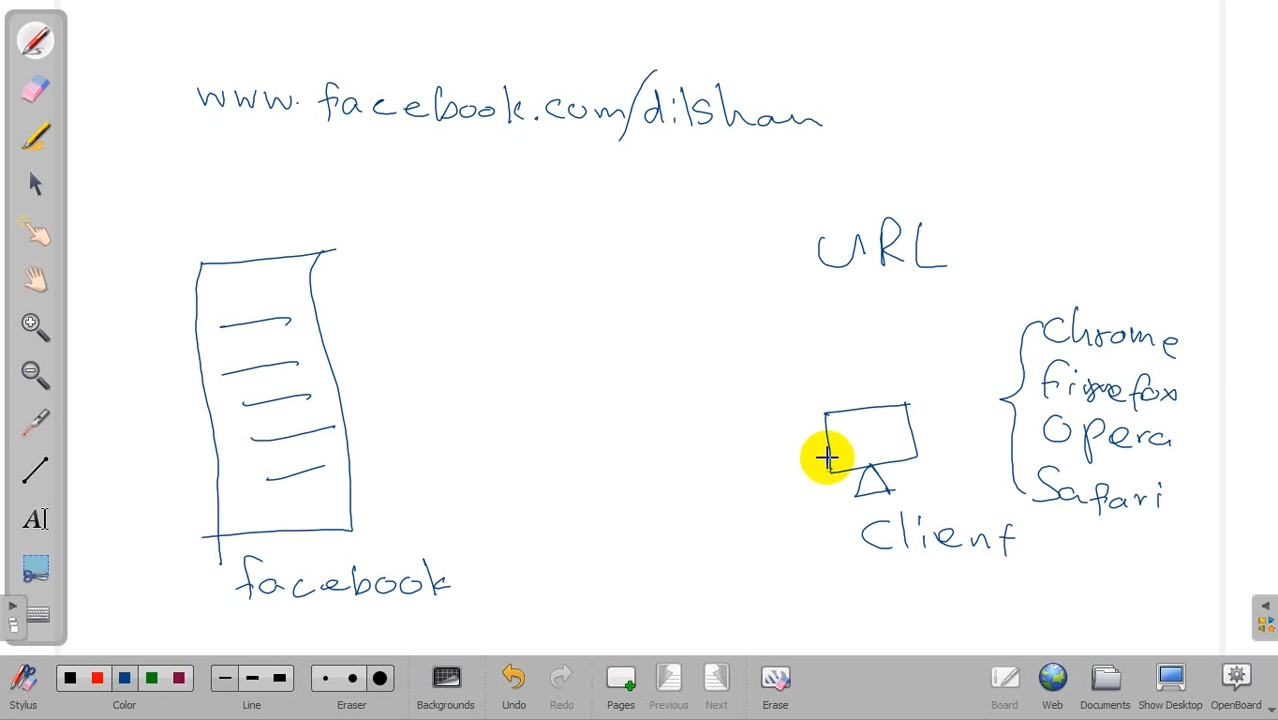 www.facebook.com/dilshan
URL
Chrome
Firefox
Opera
Safari
Client
facebook
Stylus
Color
Line
Eraser
Backgrounds
Undo
Redo
Pages
Previous
Next
Erase
Board
Web
Documents
Show Desktop
OpenBoard